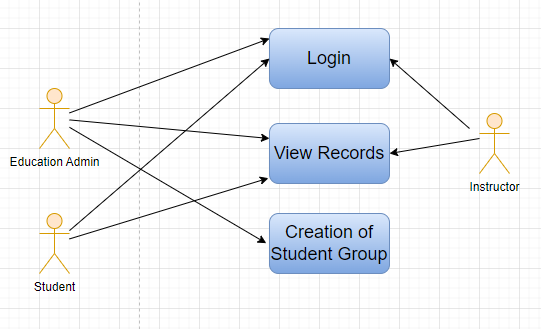 Login
Education Admin
View Records
Instructor
Creation of
Student Group
Student